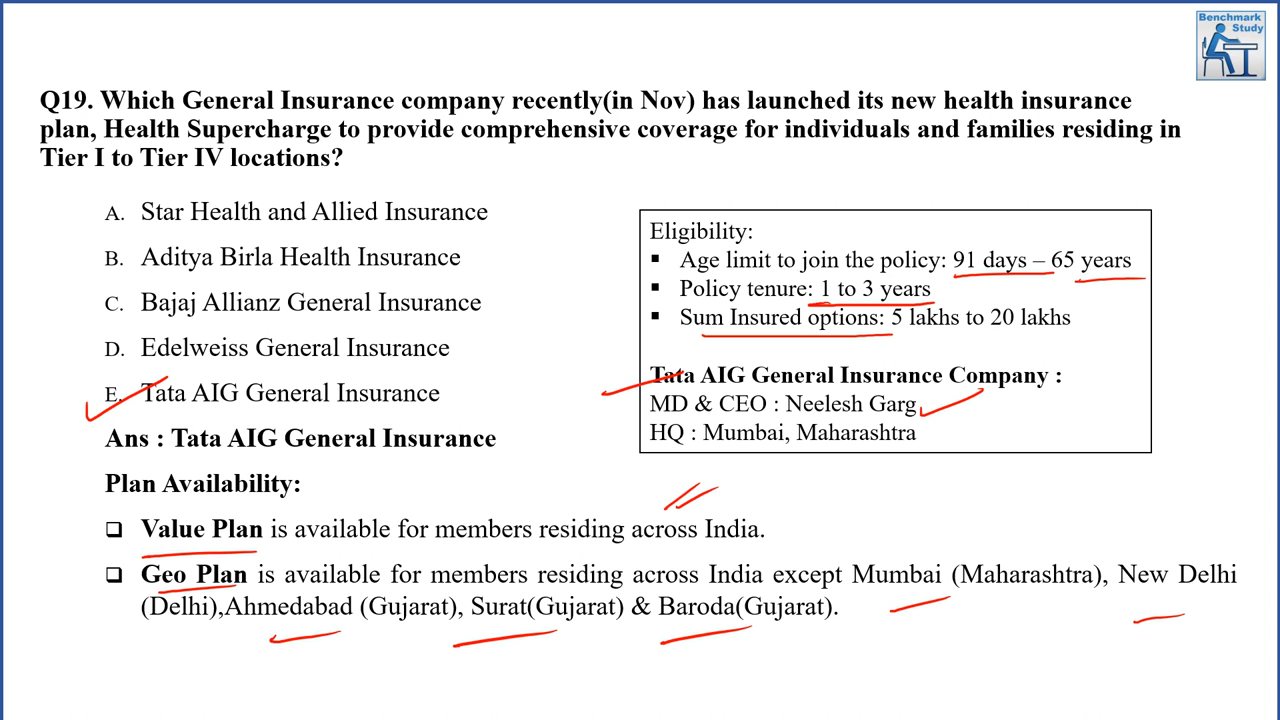 Benchmark
Study
Q19. Which General Insurance company recently(in Nov) has launched its new health insurance
plan, Health Supercharge to provide comprehensive coverage for individuals and families residing in
Tier I to Tier IV locations?
A. Star Health and Allied Insurance
B. Aditya Birla Health Insurance
C. Bajaj Allianz General Insurance
D. Edelweiss General Insurance
E. Tata AIG General Insurance
Ans : Tata AIG General Insurance
Eligibility:
▪ Age limit to join the policy: 91 days – 65 years
▪ Policy tenure: 1 to 3 years
▪ Sum Insured options: 5 lakhs to 20 lakhs
Tata AIG General Insurance Company :
MD & CEO : Neelesh Garg
HQ : Mumbai, Maharashtra
Plan Availability:
❑ Value Plan is available for members residing across India.
❑ Geo Plan is available for members residing across India except Mumbai (Maharashtra), New Delhi
(Delhi),Ahmedabad (Gujarat), Surat(Gujarat) & Baroda(Gujarat).